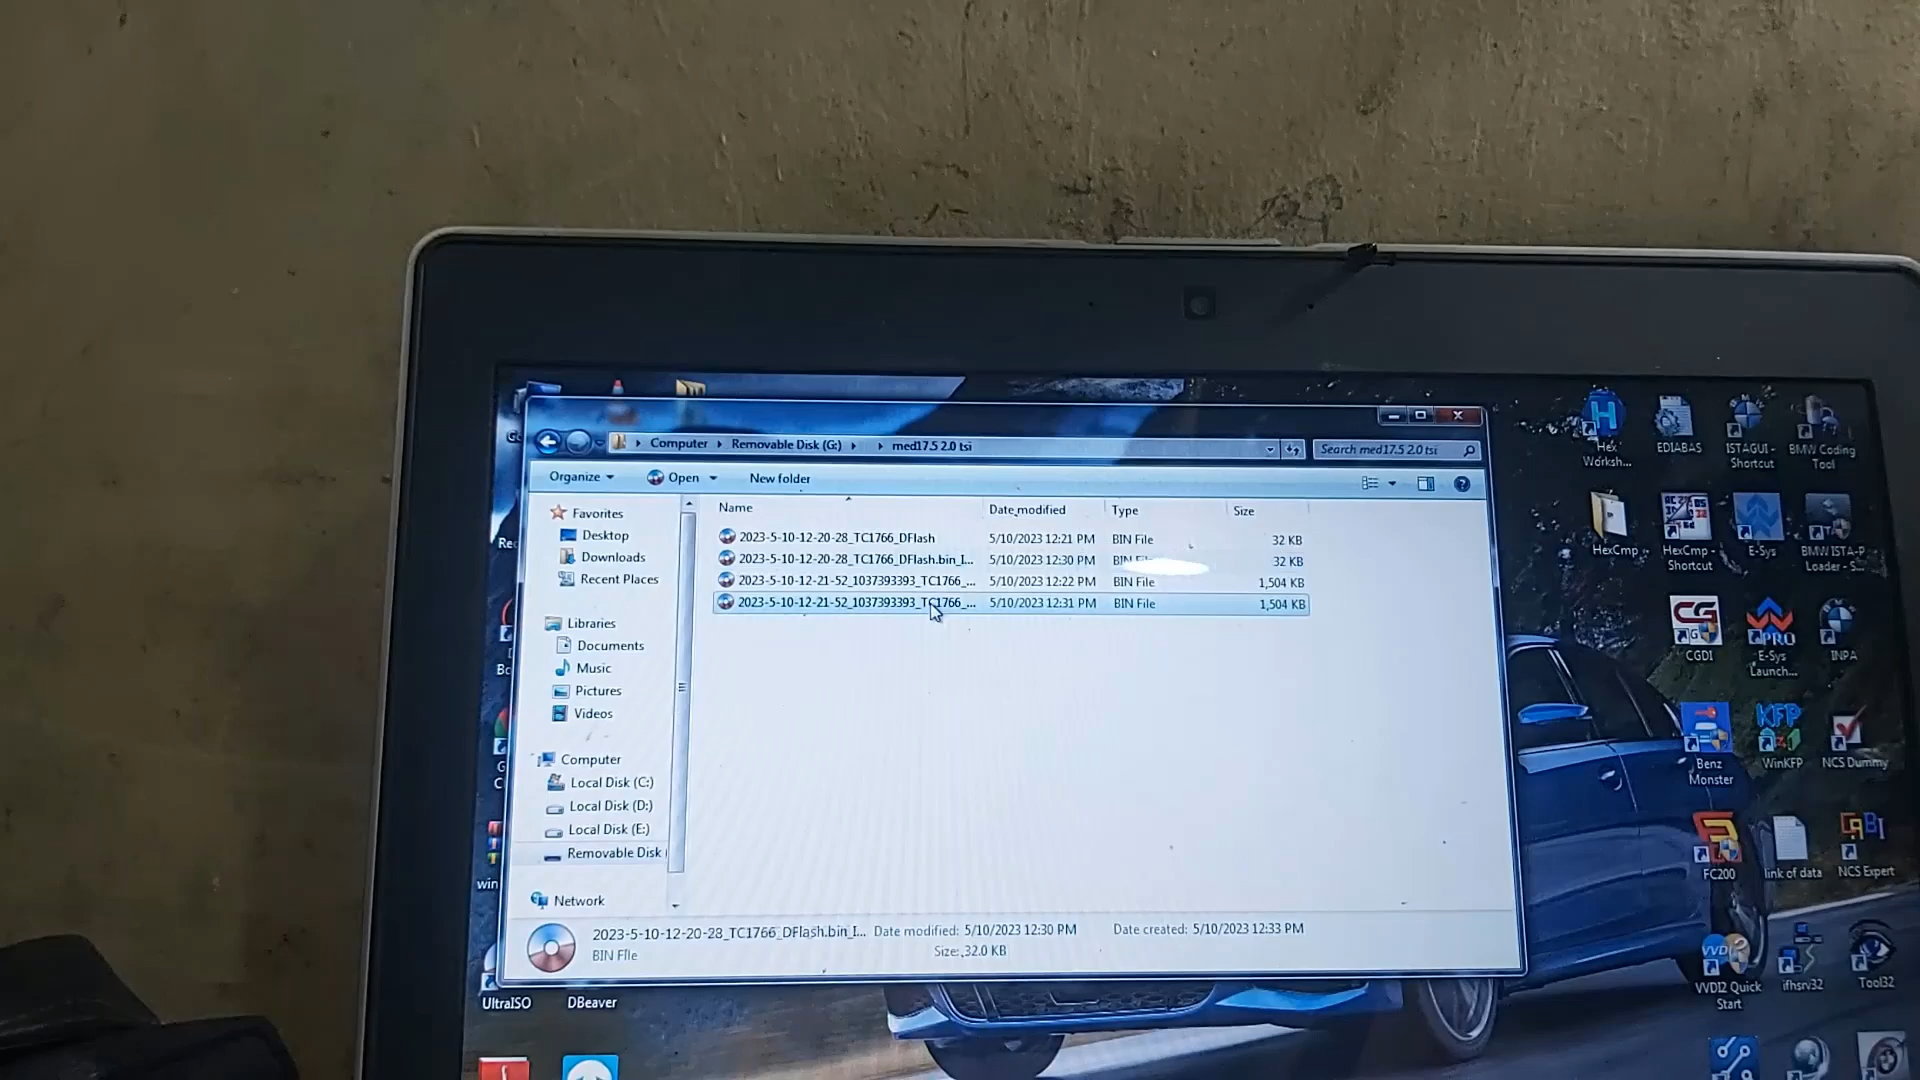 Computer Removable Disk (G:) med17.5 2.0 tsi
Search med17.5 2.0 tsi
Organize Open New folder
Name Date modified Type Size
2023-5-10-12-20-28_TC1766_DFlash 5/10/2023 12:21 PM BIN File 32 KB
2023-5-10-12-20-28_TC1766_DFlash.bin_I... 5/10/2023 12:30 PM BIN File 32 KB
2023-5-10-12-21-52_1037393393_TC1766_... 5/10/2023 12:22 PM BIN File 1,504 KB
2023-5-10-12-21-52_1037393393_TC1766_... 5/10/2023 12:31 PM BIN File 1,504 KB
Favorites
Desktop
Downloads
Recent Places
Libraries
Documents
Music
Pictures
Videos
Computer
Local Disk (C:)
Local Disk (D:)
Local Disk (E:)
Removable Disk
Network
2023-5-10-12-20-28_TC1766_DFlash.bin_I... Date modified: 5/10/2023 12:30 PM Date created: 5/10/2023 12:33 PM
BIN File Size: 32.0 KB
Hex
Worksh...
EDIABAS
ISTAGUI -
Shortcut
BMW Coding
Tool
HexCmp
HexCmp -
Shortcut
E-Sys
BMW ISTA-P
Loader - S...
CGDI
PRO
E-Sys
Launch...
INPA
Benz
Monster
KFP
WinKFP
NCS Dummy
FC200
link of data
NCS Expert
VVDI2 Quick
Start
ifhsrv32
Tool32
UltraISO
DBeaver